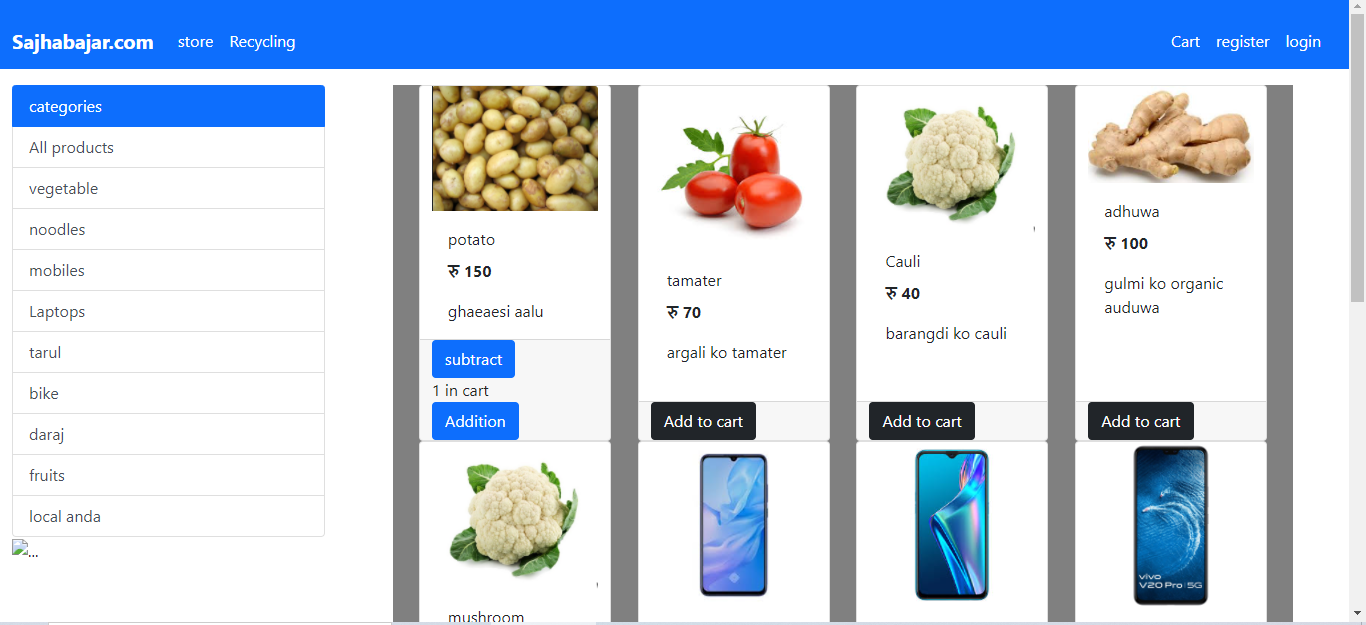 Sajhabajar.com store Recycling Cart register login
categories
All products
vegetable
noodles
mobiles
Laptops
tarul
bike
daraj
fruits
local anda
...
potato
रु 150
ghaeaesi aalu
subtract
1 in cart
Addition
tamater
रु 70
argali ko tamater
Add to cart
Cauli
रु 40
barangdi ko cauli
Add to cart
adhuwa
रु 100
gulmi ko organic
auduwa
Add to cart
mushroom
vivo
V20 Pro|5G